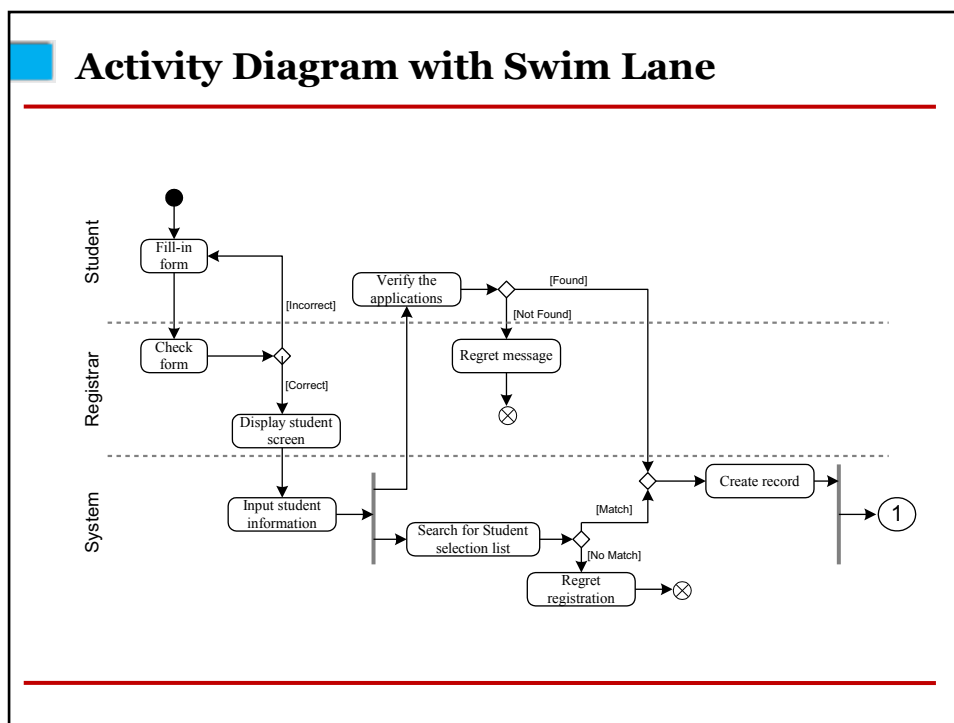 Activity Diagram with Swim Lane
Student
Fill-in
form
[Incorrect]
Verify the
applications
[Found]
[Not Found]
Registrar
Check
form
[Correct]
Regret message
Display student
screen
System
Input student
information
Search for Student
selection list
[Match]
[No Match]
Regret
registration
Create record
1